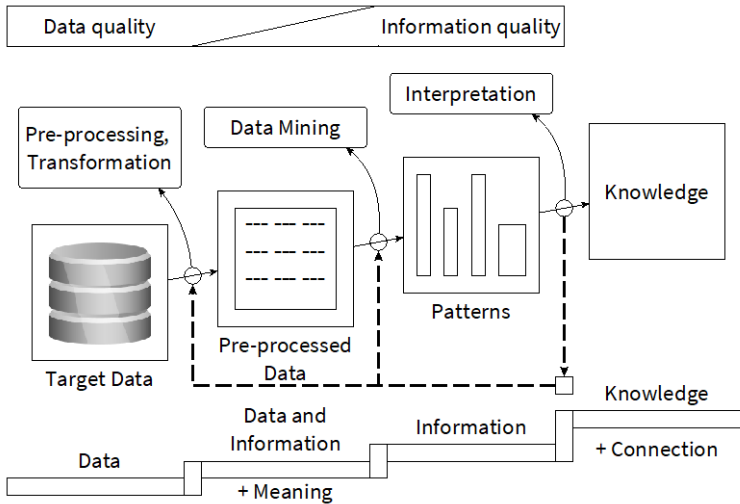 Data quality
Information quality
Interpretation
Data Mining
Pre-processing,
Transformation
Knowledge
Patterns
Pre-processed
Data
Target Data
Knowledge
Data and
Information
Information
Data
+ Connection
+ Meaning